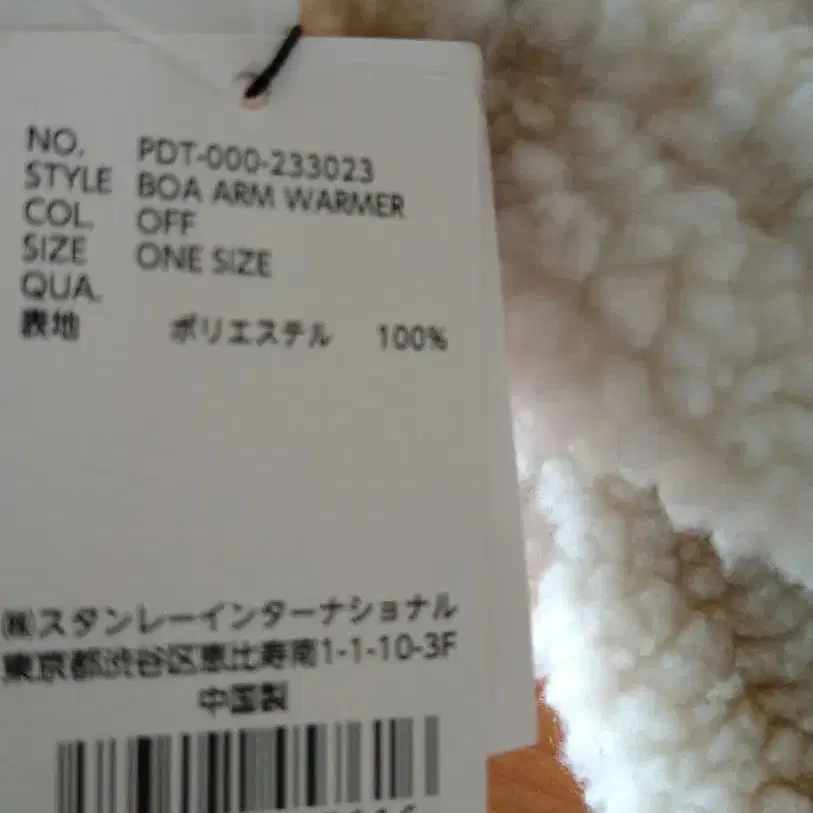 NO. PDT-000-233023
STYLE BOA ARM WARMER
COL. OFF
SIZE ONE SIZE
QUA.
表地 ポリエステル 100%
㈱スタンレーインターナショナル
東京都渋谷区恵比寿南1-1-10-3F
中国製